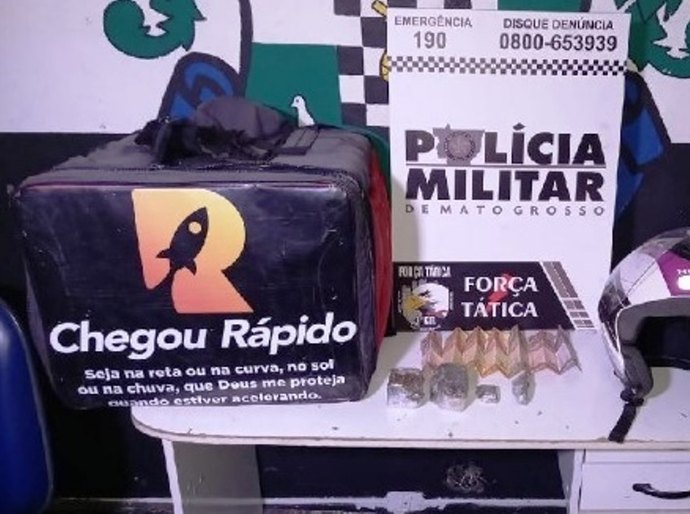 EMERGÊNCIA
190
DISQUE DENÚNCIA
0800-653939
POLÍCIA
MILITAR
DE MATO GROSSO
FORÇA TÁTICA
FORÇA
TÁTICA
R
Chegou Rápido
Seja na reta ou na curva, no sol
ou na chuva, que Deus me proteja
quando estiver acelerando.